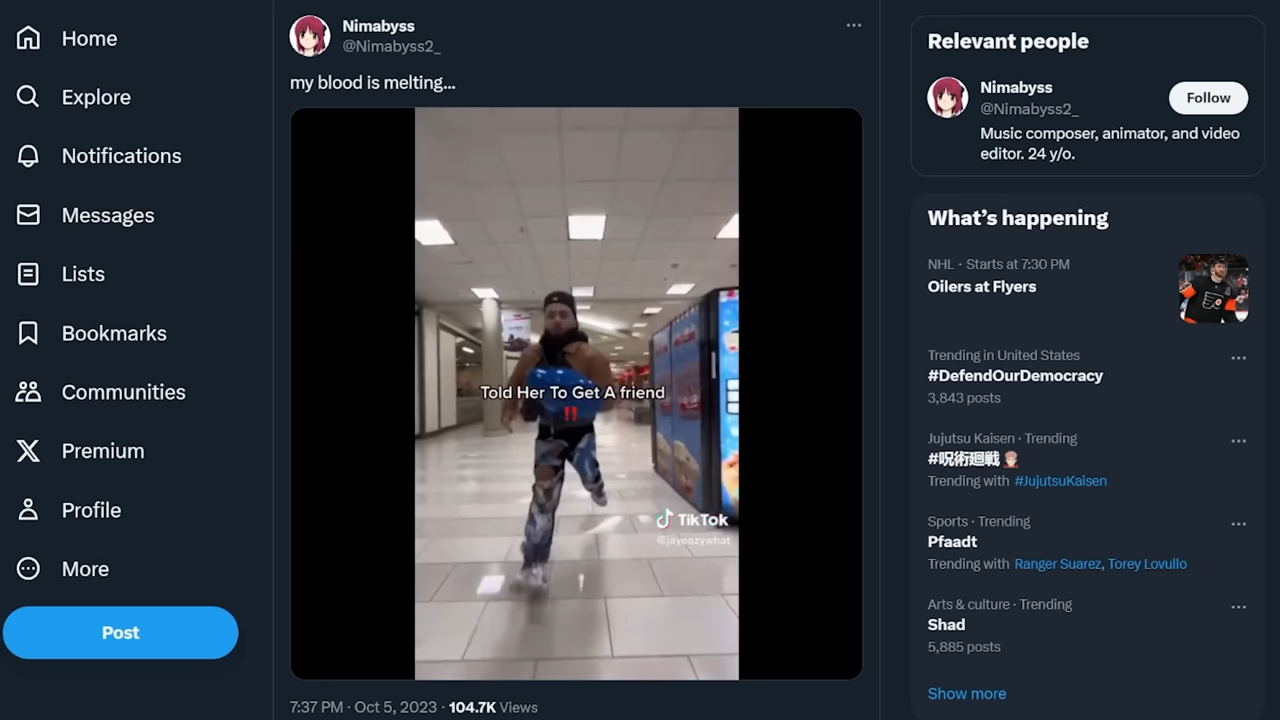 Home
Explore
Notifications
Messages
Lists
Bookmarks
Communities
Premium
Profile
More
Post
Nimabyss
@Nimabyss2_
my blood is melting...
Told Her To Get A friend
‼️
TikTok
@jayeazywhat
7:37 PM · Oct 5, 2023 · 104.7K Views
Relevant people
Nimabyss
@Nimabyss2_
Follow
Music composer, animator, and video
editor. 24 y/o.
What’s happening
NHL · Starts at 7:30 PM
Oilers at Flyers
Trending in United States
#DefendOurDemocracy
3,843 posts
Jujutsu Kaisen · Trending
#呪術廻戦
Trending with #JujutsuKaisen
Sports · Trending
Pfaadt
Trending with Ranger Suarez, Torey Lovullo
Arts & culture · Trending
Shad
5,885 posts
Show more